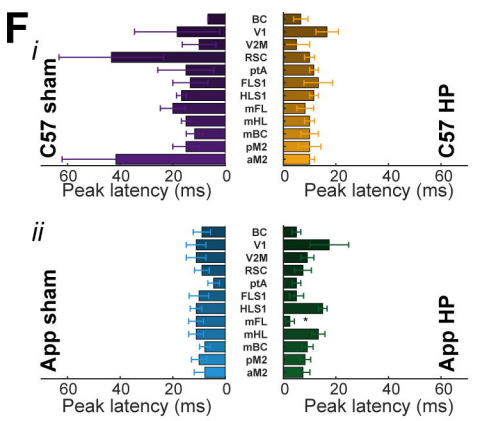 F
i
C57 sham
BC
V1
V2M
RSC
ptA
FLS1
HLS1
mFL
mHL
mBC
pM2
aM2
C57 HP
60 40 20 0
0 20 40 60
Peak latency (ms)
Peak latency (ms)
ii
App sham
BC
V1
V2M
RSC
ptA
FLS1
HLS1
mFL *
mHL
mBC
pM2
aM2
App HP
60 40 20 0
0 20 40 60
Peak latency (ms)
Peak latency (ms)